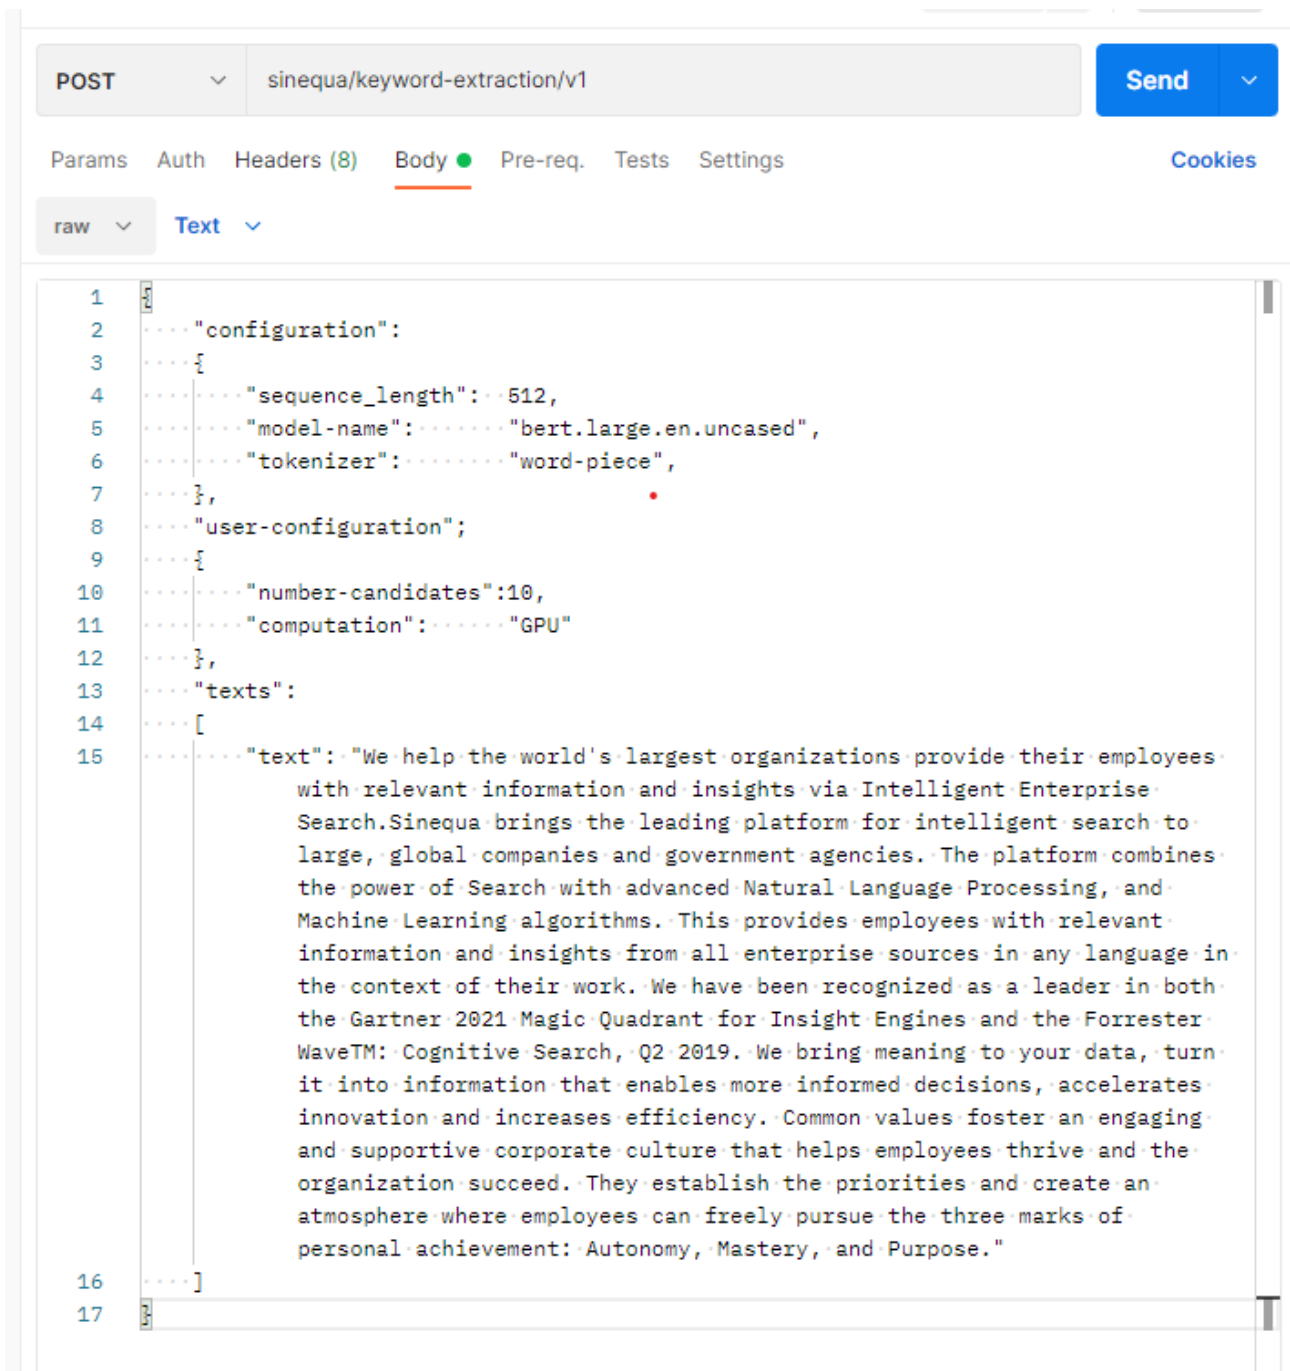 POST sinequa/keyword-extraction/v1 Send
Params Auth Headers (8) Body Pre-req. Tests Settings Cookies
raw Text
1 {
2 "configuration":
3 {
4 "sequence_length": 512,
5 "model-name": "bert.large.en.uncased",
6 "tokenizer": "word-piece",
7 },
8 "user-configuration";
9 {
10 "number-candidates":10,
11 "computation": "GPU"
12 },
13 "texts":
14 [
15 "text": "We help the world's largest organizations provide their employees
with relevant information and insights via Intelligent Enterprise
Search.Sinequa brings the leading platform for intelligent search to
large, global companies and government agencies. The platform combines
the power of Search with advanced Natural Language Processing, and
Machine Learning algorithms. This provides employees with relevant
information and insights from all enterprise sources in any language in
the context of their work. We have been recognized as a leader in both
the Gartner 2021 Magic Quadrant for Insight Engines and the Forrester
WaveTM: Cognitive Search, Q2 2019. We bring meaning to your data, turn
it into information that enables more informed decisions, accelerates
innovation and increases efficiency. Common values foster an engaging
and supportive corporate culture that helps employees thrive and the
organization succeed. They establish the priorities and create an
atmosphere where employees can freely pursue the three marks of
personal achievement: Autonomy, Mastery, and Purpose."
16 ]
17 }